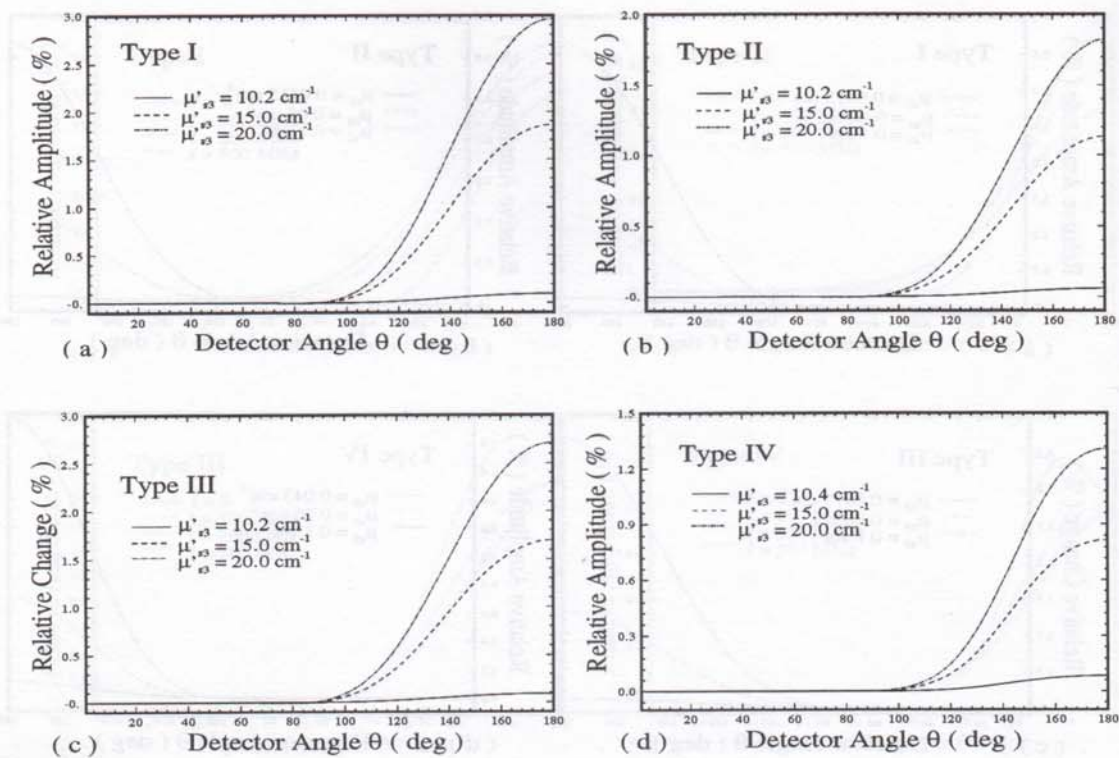 Type I
μ's3 = 10.2 cm-1
μ's3 = 15.0 cm-1
μ's3 = 20.0 cm-1
Relative Amplitude ( % )
3.0
2.5
2.0
1.5
1.0
0.5
-0.
20 40 60 80 100 120 140 160 180
( a ) Detector Angle θ ( deg )
Type II
μ's3 = 10.2 cm-1
μ's3 = 15.0 cm-1
μ's3 = 20.0 cm-1
Relative Amplitude ( % )
2.0
1.5
1.0
0.5
-0.
20 40 60 80 100 120 140 160 180
( b ) Detector Angle θ ( deg )
Type III
μ's3 = 10.2 cm-1
μ's3 = 15.0 cm-1
μ's3 = 20.0 cm-1
Relative Change ( % )
3.0
2.5
2.0
1.5
1.0
0.5
-0.
20 40 60 80 100 120 140 160 180
( c ) Detector Angle θ ( deg )
Type IV
μ's3 = 10.4 cm-1
μ's3 = 15.0 cm-1
μ's3 = 20.0 cm-1
Relative Amplitude ( % )
1.5
1.2
0.9
0.6
0.3
0.0
20 40 60 80 100 120 140 160 180
( d ) Detector Angle θ ( deg )